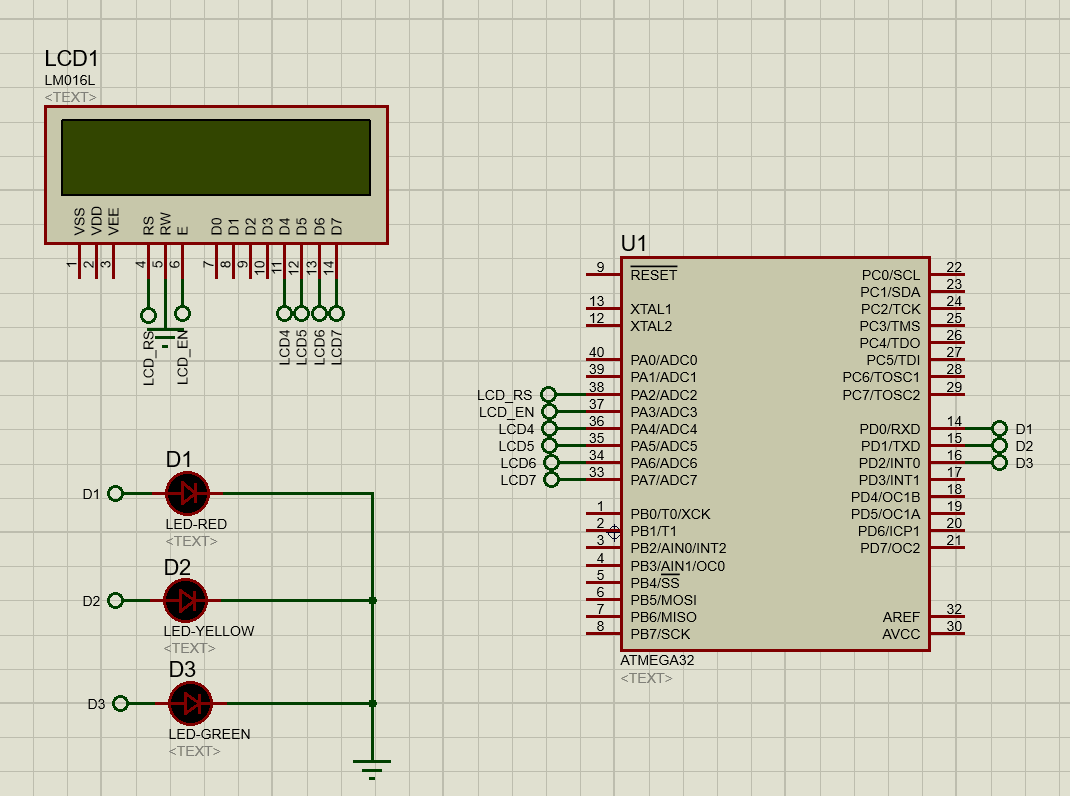 LCD1
LM016L
<TEXT>
VSS
VDD
VEE
RS
RW
E
D0
D1
D2
D3
D4
D5
D6
D7
1
2
3
4
5
6
7
8
9
10
11
12
13
14
LCD_RS
LCD_EN
LCD4
LCD5
LCD6
LCD7
U1
9 RESET PC0/SCL 22
PC1/SDA 23
13 XTAL1 PC2/TCK 24
12 XTAL2 PC3/TMS 25
PC4/TDO 26
40 PA0/ADC0 PC5/TDI 27
39 PA1/ADC1 PC6/TOSC1 28
LCD_RS 38 PA2/ADC2 PC7/TOSC2 29
LCD_EN 37 PA3/ADC3
LCD4 36 PA4/ADC4 PD0/RXD 14 D1
LCD5 35 PA5/ADC5 PD1/TXD 15 D2
LCD6 34 PA6/ADC6 PD2/INT0 16 D3
LCD7 33 PA7/ADC7 PD3/INT1 17
PD4/OC1B 18
1 PB0/T0/XCK PD5/OC1A 19
2 PB1/T1 PD6/ICP1 20
3 PB2/AIN0/INT2 PD7/OC2 21
4 PB3/AIN1/OC0
5 PB4/SS
6 PB5/MOSI
7 PB6/MISO AREF 32
8 PB7/SCK AVCC 30
ATMEGA32
<TEXT>
D1
D1
LED-RED
<TEXT>
D2
D2
LED-YELLOW
<TEXT>
D3
D3
LED-GREEN
<TEXT>